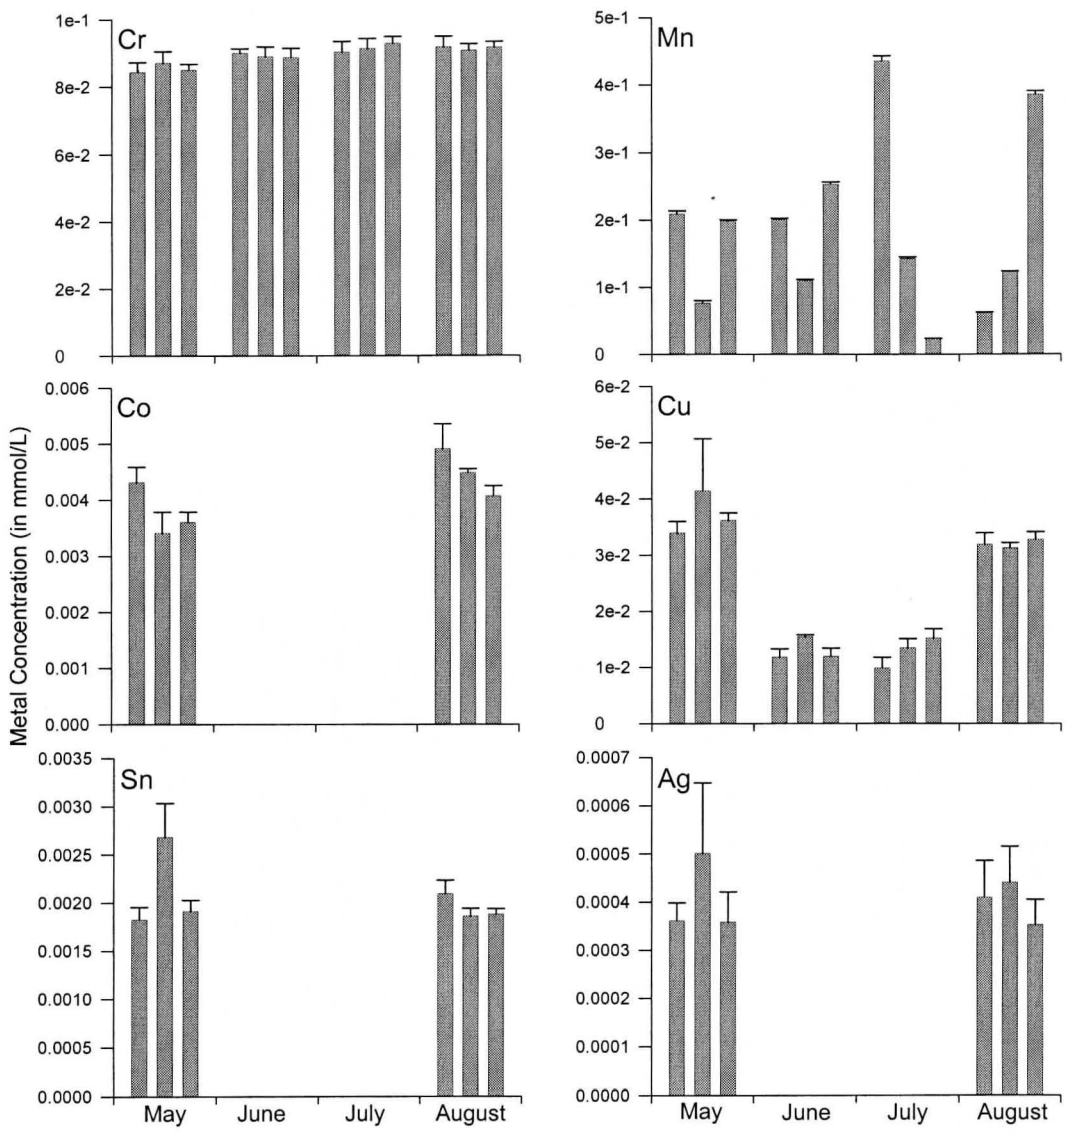 Metal Concentration (in mmol/L)
Cr
1e-1
8e-2
6e-2
4e-2
2e-2
0
Mn
5e-1
4e-1
3e-1
2e-1
1e-1
0
Co
0.006
0.005
0.004
0.003
0.002
0.001
0.000
Cu
6e-2
5e-2
4e-2
3e-2
2e-2
1e-2
0
Sn
0.0035
0.0030
0.0025
0.0020
0.0015
0.0010
0.0005
0.0000
May June July August
Ag
0.0007
0.0006
0.0005
0.0004
0.0003
0.0002
0.0001
0.0000
May June July August